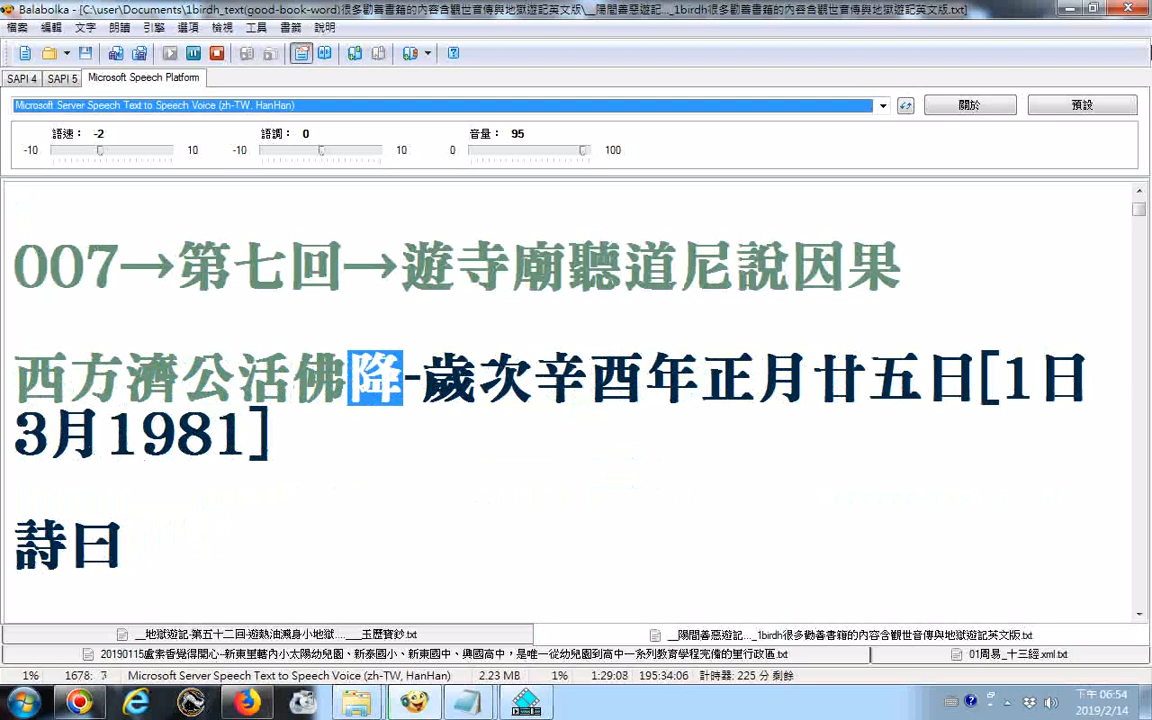 Balabolka - [C:\user\Documents\1birdh_text(good-book-word)很多勸善書籍的內容含觀世音傳與地獄遊記英文版\__陽間善惡遊記..._1birdh很多勸善書籍的內容含觀世音傳與地獄遊記英文版.txt]
檔案 編輯 文字 朗讀 引擎 選項 檢視 工具 書籤 說明
SAPI 4 SAPI 5 Microsoft Speech Platform
Microsoft Server Speech Text to Speech Voice (zh-TW, HanHan) 關於 預設
語速： -2 語調： 0 音量： 95
-10 10 -10 10 0 100
007→第七回→遊寺廟聽道尼說因果
西方濟公活佛降-歲次辛酉年正月廿五日[1日
3月1981]
詩曰
__地獄遊記-第五十二回-遊熱油濺身小地獄....___玉歷寶鈔.txt __陽間善惡遊記..._1birdh很多勸善書籍的內容含觀世音傳與地獄遊記英文版.txt
20190115盧素香覺得開心--新東里轄內小太陽幼兒園、新泰國小、新東國中、興國高中，是唯一從幼兒園到高中一系列教育學程完備的里行政區.txt 01周易_十三經.xml.txt
1% 1678: 7 Microsoft Server Speech Text to Speech Voice (zh-TW, HanHan) 2.23 MB 1% 1:29:08 195:34:06 計時器: 225 分 剩餘
下午 06:54
2019/2/14